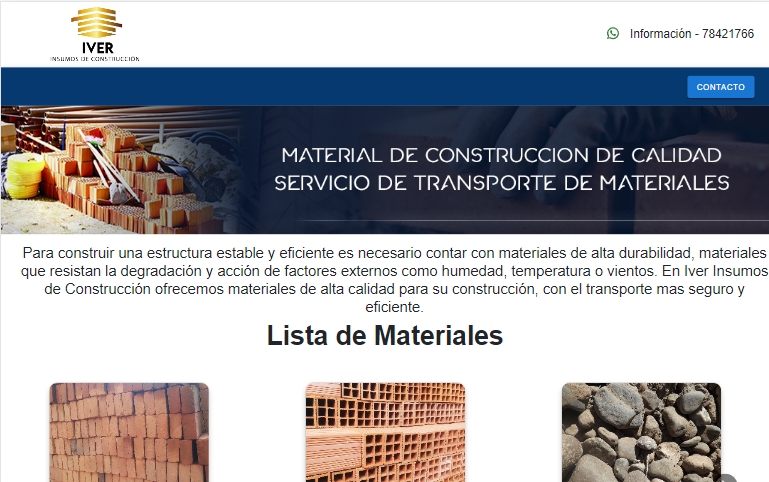 IVER
INSUMOS DE CONSTRUCCIÓN
Información - 78421766
CONTACTO
MATERIAL DE CONSTRUCCION DE CALIDAD
SERVICIO DE TRANSPORTE DE MATERIALES
Para construir una estructura estable y eficiente es necesario contar con materiales de alta durabilidad, materiales
que resistan la degradación y acción de factores externos como humedad, temperatura o vientos. En Iver Insumos
de Construcción ofrecemos materiales de alta calidad para su construcción, con el transporte mas seguro y
eficiente.
Lista de Materiales